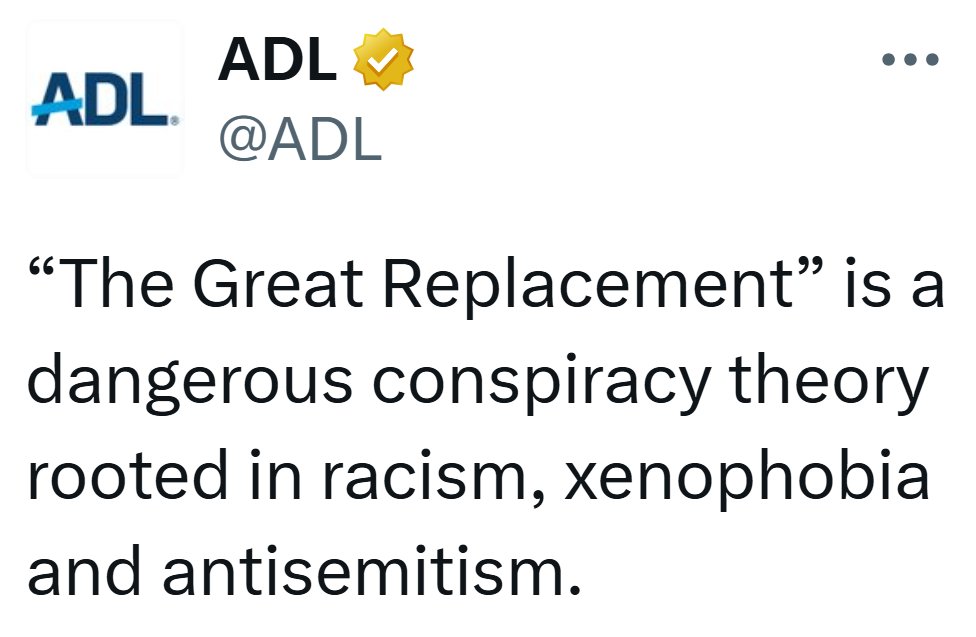 ADL
ADL
@ADL
“The Great Replacement” is a
dangerous conspiracy theory
rooted in racism, xenophobia
and antisemitism.